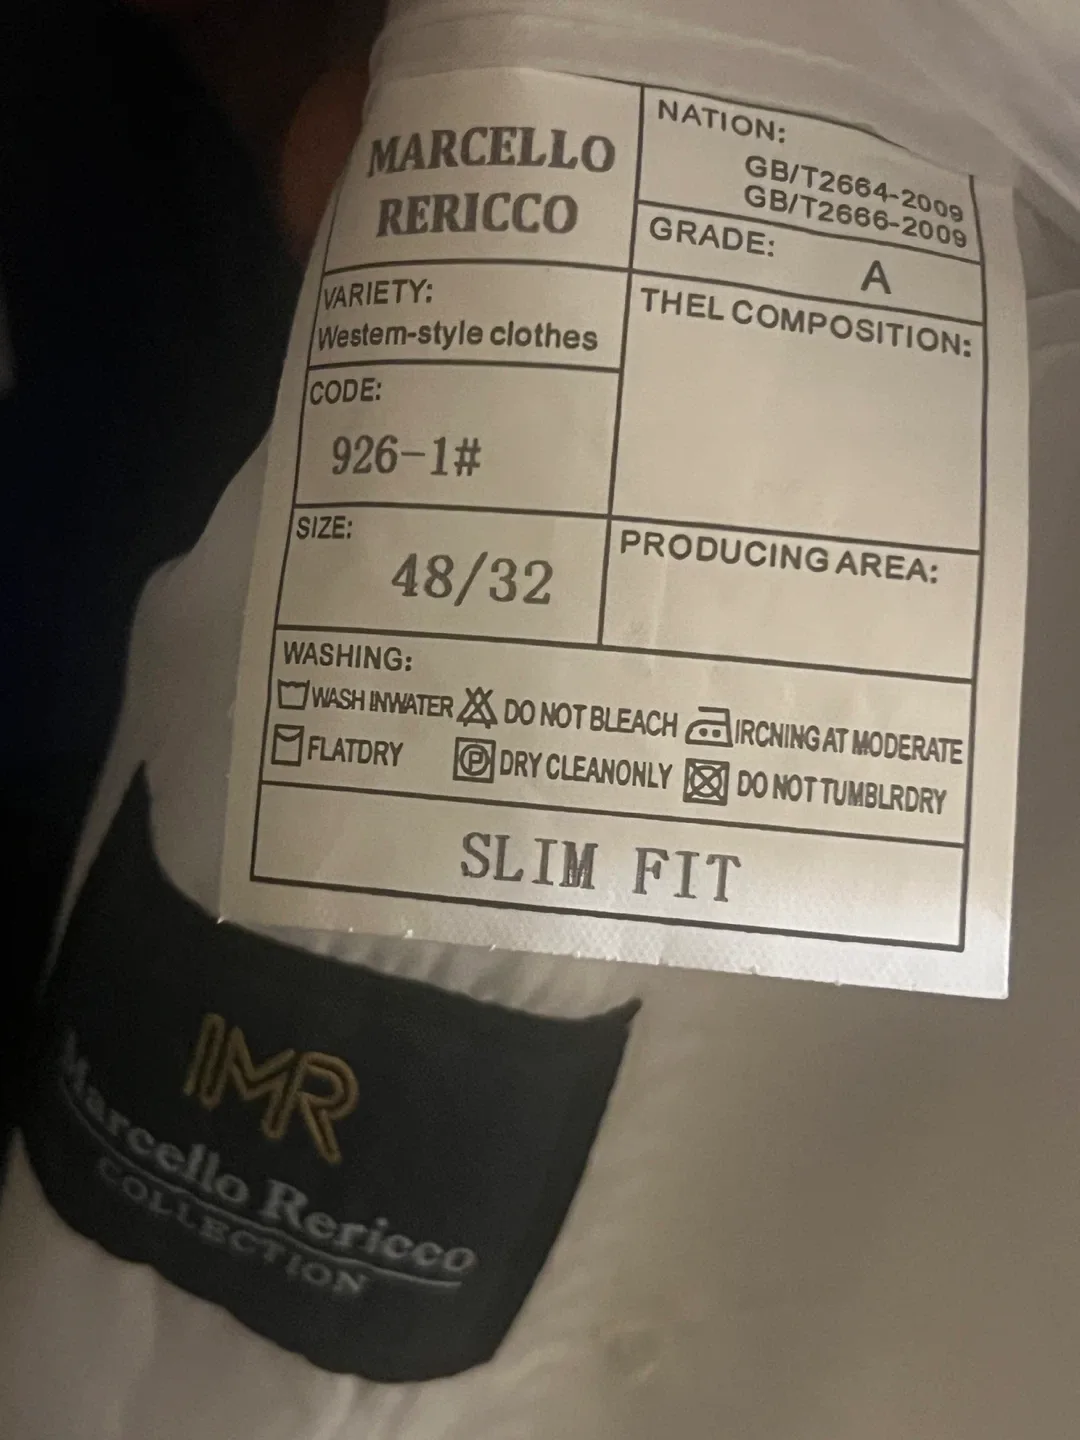 MARCELLO
RERICCO
NATION:
GB/T2664-2009
GB/T2666-2009
GRADE: A
VARIETY:
Westem-style clothes
THEL COMPOSITION:
CODE:
926-1#
SIZE:
48/32
PRODUCING AREA:
WASHING:
WASH INWATER DO NOT BLEACH IRCNING AT MODERATE
FLATDRY P DRY CLEANONLY DO NOT TUMBLRDRY
SLIM FIT
MR
Marcello Rericco
COLLECTION